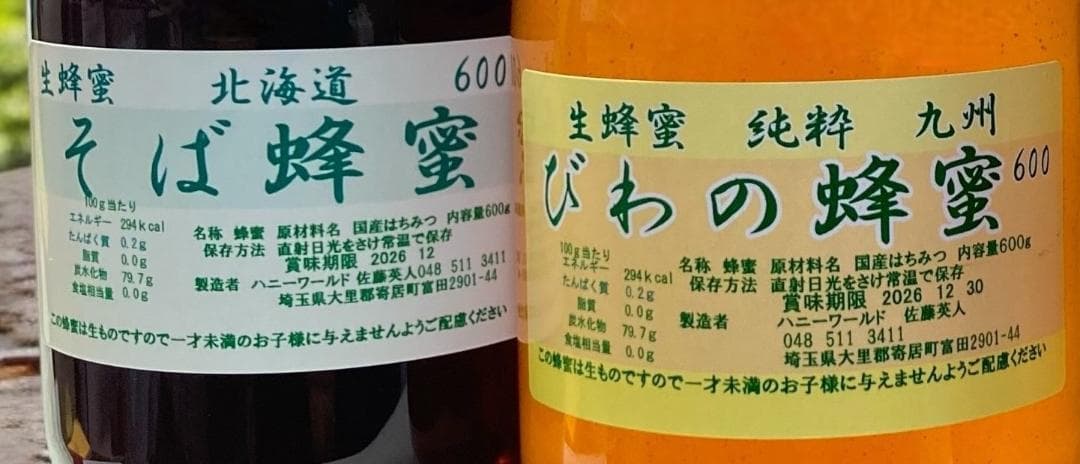 生蜂蜜 北海道 600
そば蜂蜜
100g当たり
エネルギー 294kcal
たんぱく質 0.2g
脂質 0.0g
炭水化物 79.7g
食塩相当量 0.0g
名称 蜂蜜 原材料名 国産はちみつ 内容量600g
保存方法 直射日光をさけ常温で保存
賞味期限 2026 12
製造者 ハニーワールド 佐藤英人048 511 3411
埼玉県大里郡寄居町富田2901-44
この蜂蜜は生ものですので一才未満のお子様に与えませんようご配慮ください
生蜂蜜 純粋 九州
びわの蜂蜜 600
100g当たり
エネルギー 294kcal
たんぱく質 0.2g
脂質 0.0g
炭水化物 79.7g
食塩相当量 0.0g
名称 蜂蜜 原材料名 国産はちみつ 内容量600g
保存方法 直射日光をさけ常温で保存
賞味期限 2026 12 30
製造者 ハニーワールド 佐藤英人
048 511 3411
埼玉県大里郡寄居町富田2901-44
この蜂蜜は生ものですので一才未満のお子様に与えませんようご配慮ください